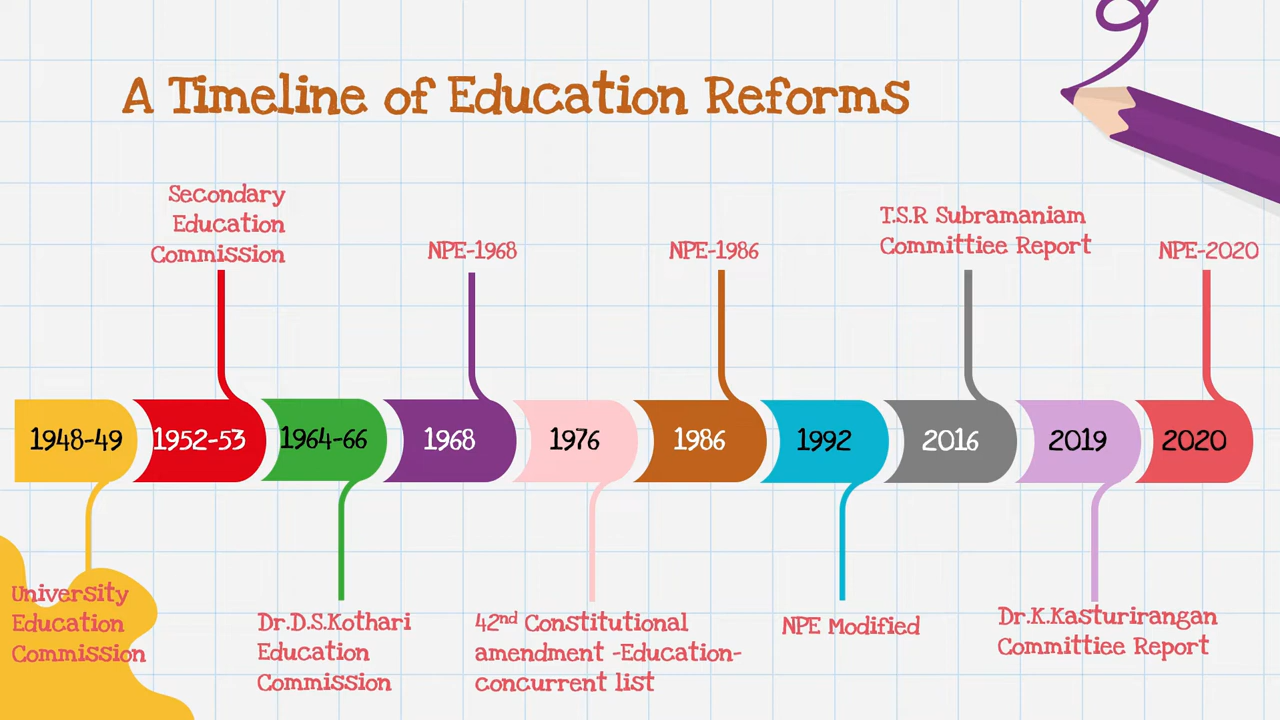 A Timeline of Education Reforms
Secondary
Education
Commission
NPE-1968
NPE-1986
T.S.R Subramaniam
Committiee Report
NPE-2020
1948-49
1952-53
1964-66
1968
1976
1986
1992
2016
2019
2020
University
Education
Commission
Dr.D.S.Kothari
Education
Commission
42nd Constitutional
amendment -Education-
concurrent list
NPE Modified
Dr.K.Kasturirangan
Committiee Report